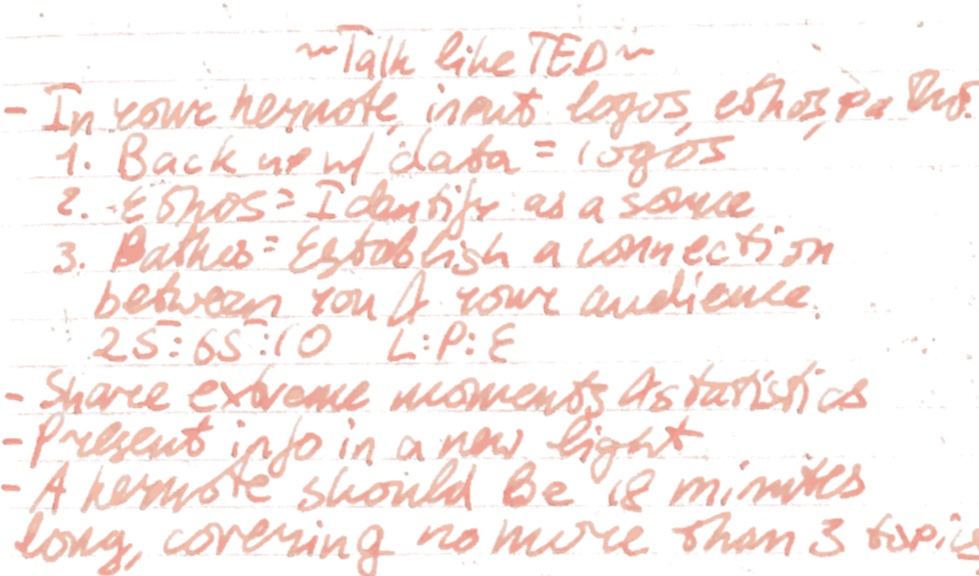 ~Talk like TED~
- In your keynote, input logos, ethos, pathos.
1. Back up w/ data = logos
2. Ethos = Identify as a source
3. Pathos = Establish a connection
between you & your audience.
25:65:10 L:P:E
- Share extreme moments & statistics
- Present info in a new light
- A keynote should be 18 minutes
long, covering no more than 3 topics